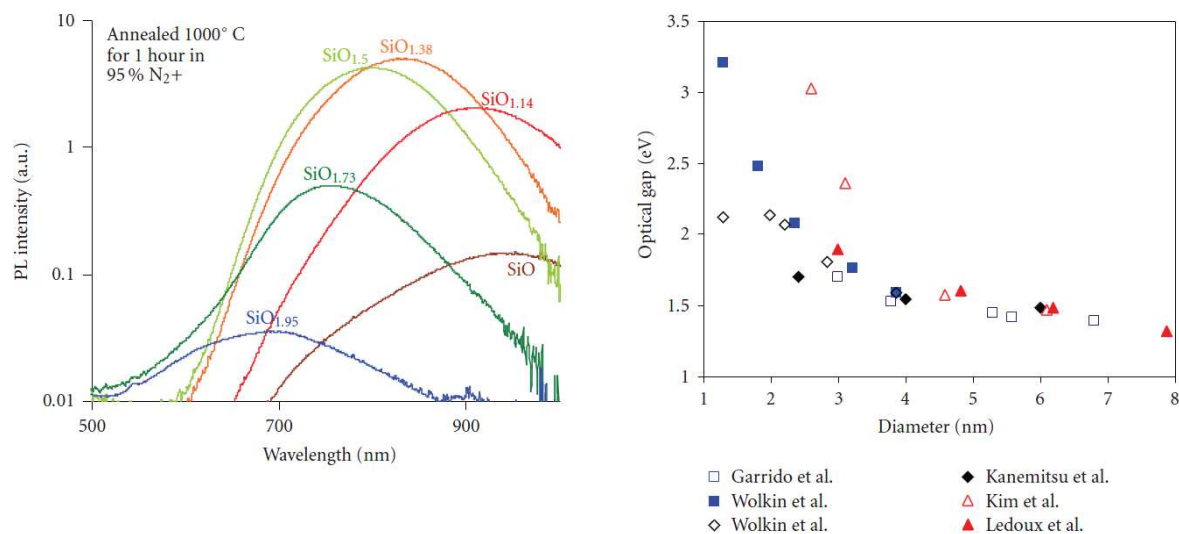 Annealed 1000° C
for 1 hour in
95% N₂+
SiO₁.₅
SiO₁.₃₈
SiO₁.₁₄
SiO₁.₇₃
SiO
SiO₁.₉₅
PL intensity (a.u.)
10
1
0.1
0.01
500
700
900
Wavelength (nm)
Optical gap (eV)
3.5
3
2.5
2
1.5
1
1
2
3
4
5
6
7
8
Diameter (nm)
Garrido et al.
Wolkin et al.
Wolkin et al.
Kanemitsu et al.
Kim et al.
Ledoux et al.